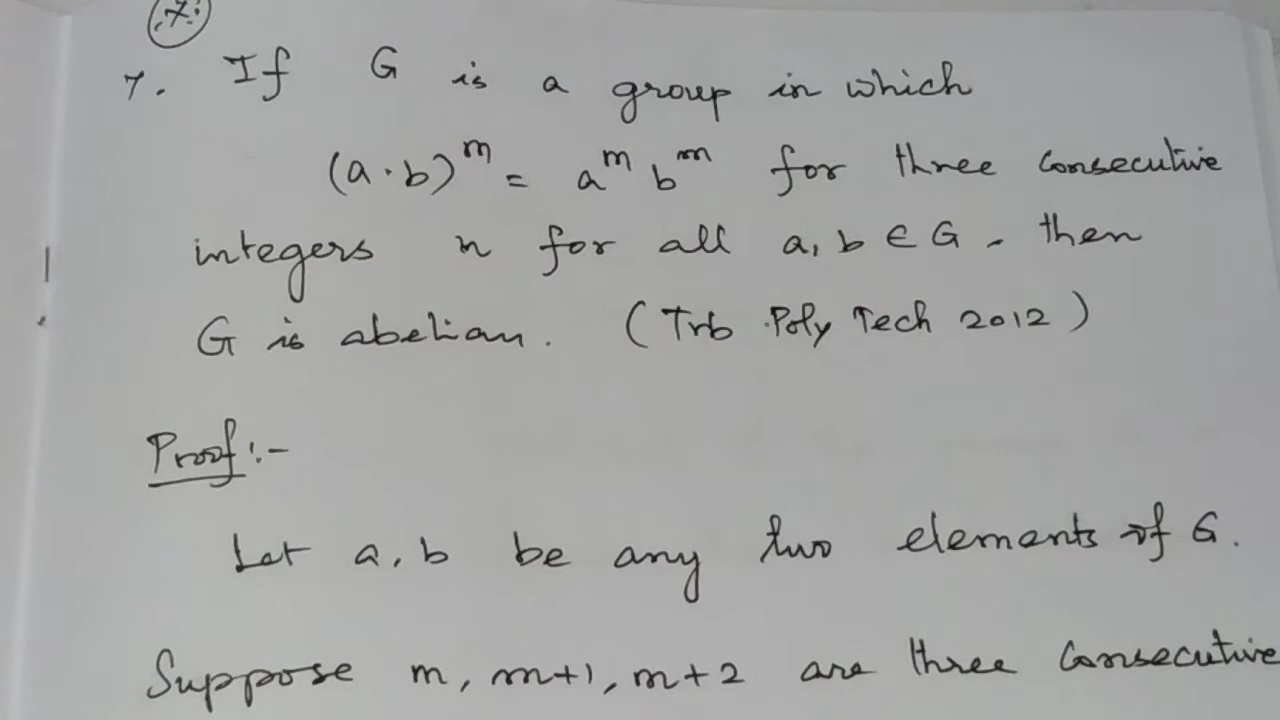 7.
7. If G is a group in which
(a·b)^m = a^m b^m for three consecutive
integers n for all a, b ∈ G. then
G is abelian. (Trb Poly Tech 2012)
Proof:-
Let a, b be any two elements of G.
Suppose m, m+1, m+2 are three consecutive